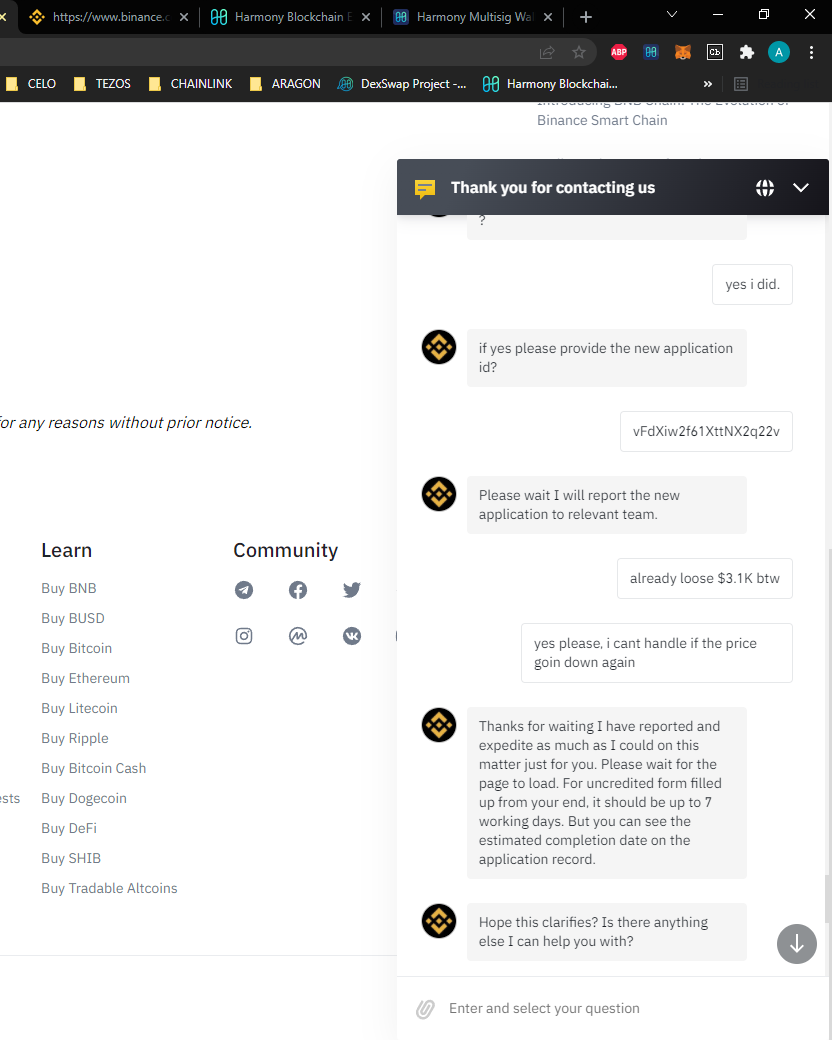 https://www.binance.c
Harmony Blockchain E
Harmony Multisig Wal
ABP
Cb
A
CELO
TEZOS
CHAINLINK
ARAGON
DexSwap Project -...
Harmony Blockchai...
»
Introducing BNB Chain: The Evolution of
Binance Smart Chain
Thank you for contacting us
?
yes i did.
if yes please provide the new application
id?
vFdXiw2f61XttNX2q22v
Please wait I will report the new
application to relevant team.
already loose $3.1K btw
yes please, i cant handle if the price
goin down again
Thanks for waiting I have reported and
expedite as much as I could on this
matter just for you. Please wait for the
page to load. For uncredited form filled
up from your end, it should be up to 7
working days. But you can see the
estimated completion date on the
application record.
Hope this clarifies? Is there anything
else I can help you with?
Enter and select your question
for any reasons without prior notice.
Learn
Buy BNB
Buy BUSD
Buy Bitcoin
Buy Ethereum
Buy Litecoin
Buy Ripple
Buy Bitcoin Cash
ests
Buy Dogecoin
Buy DeFi
Buy SHIB
Buy Tradable Altcoins
Community